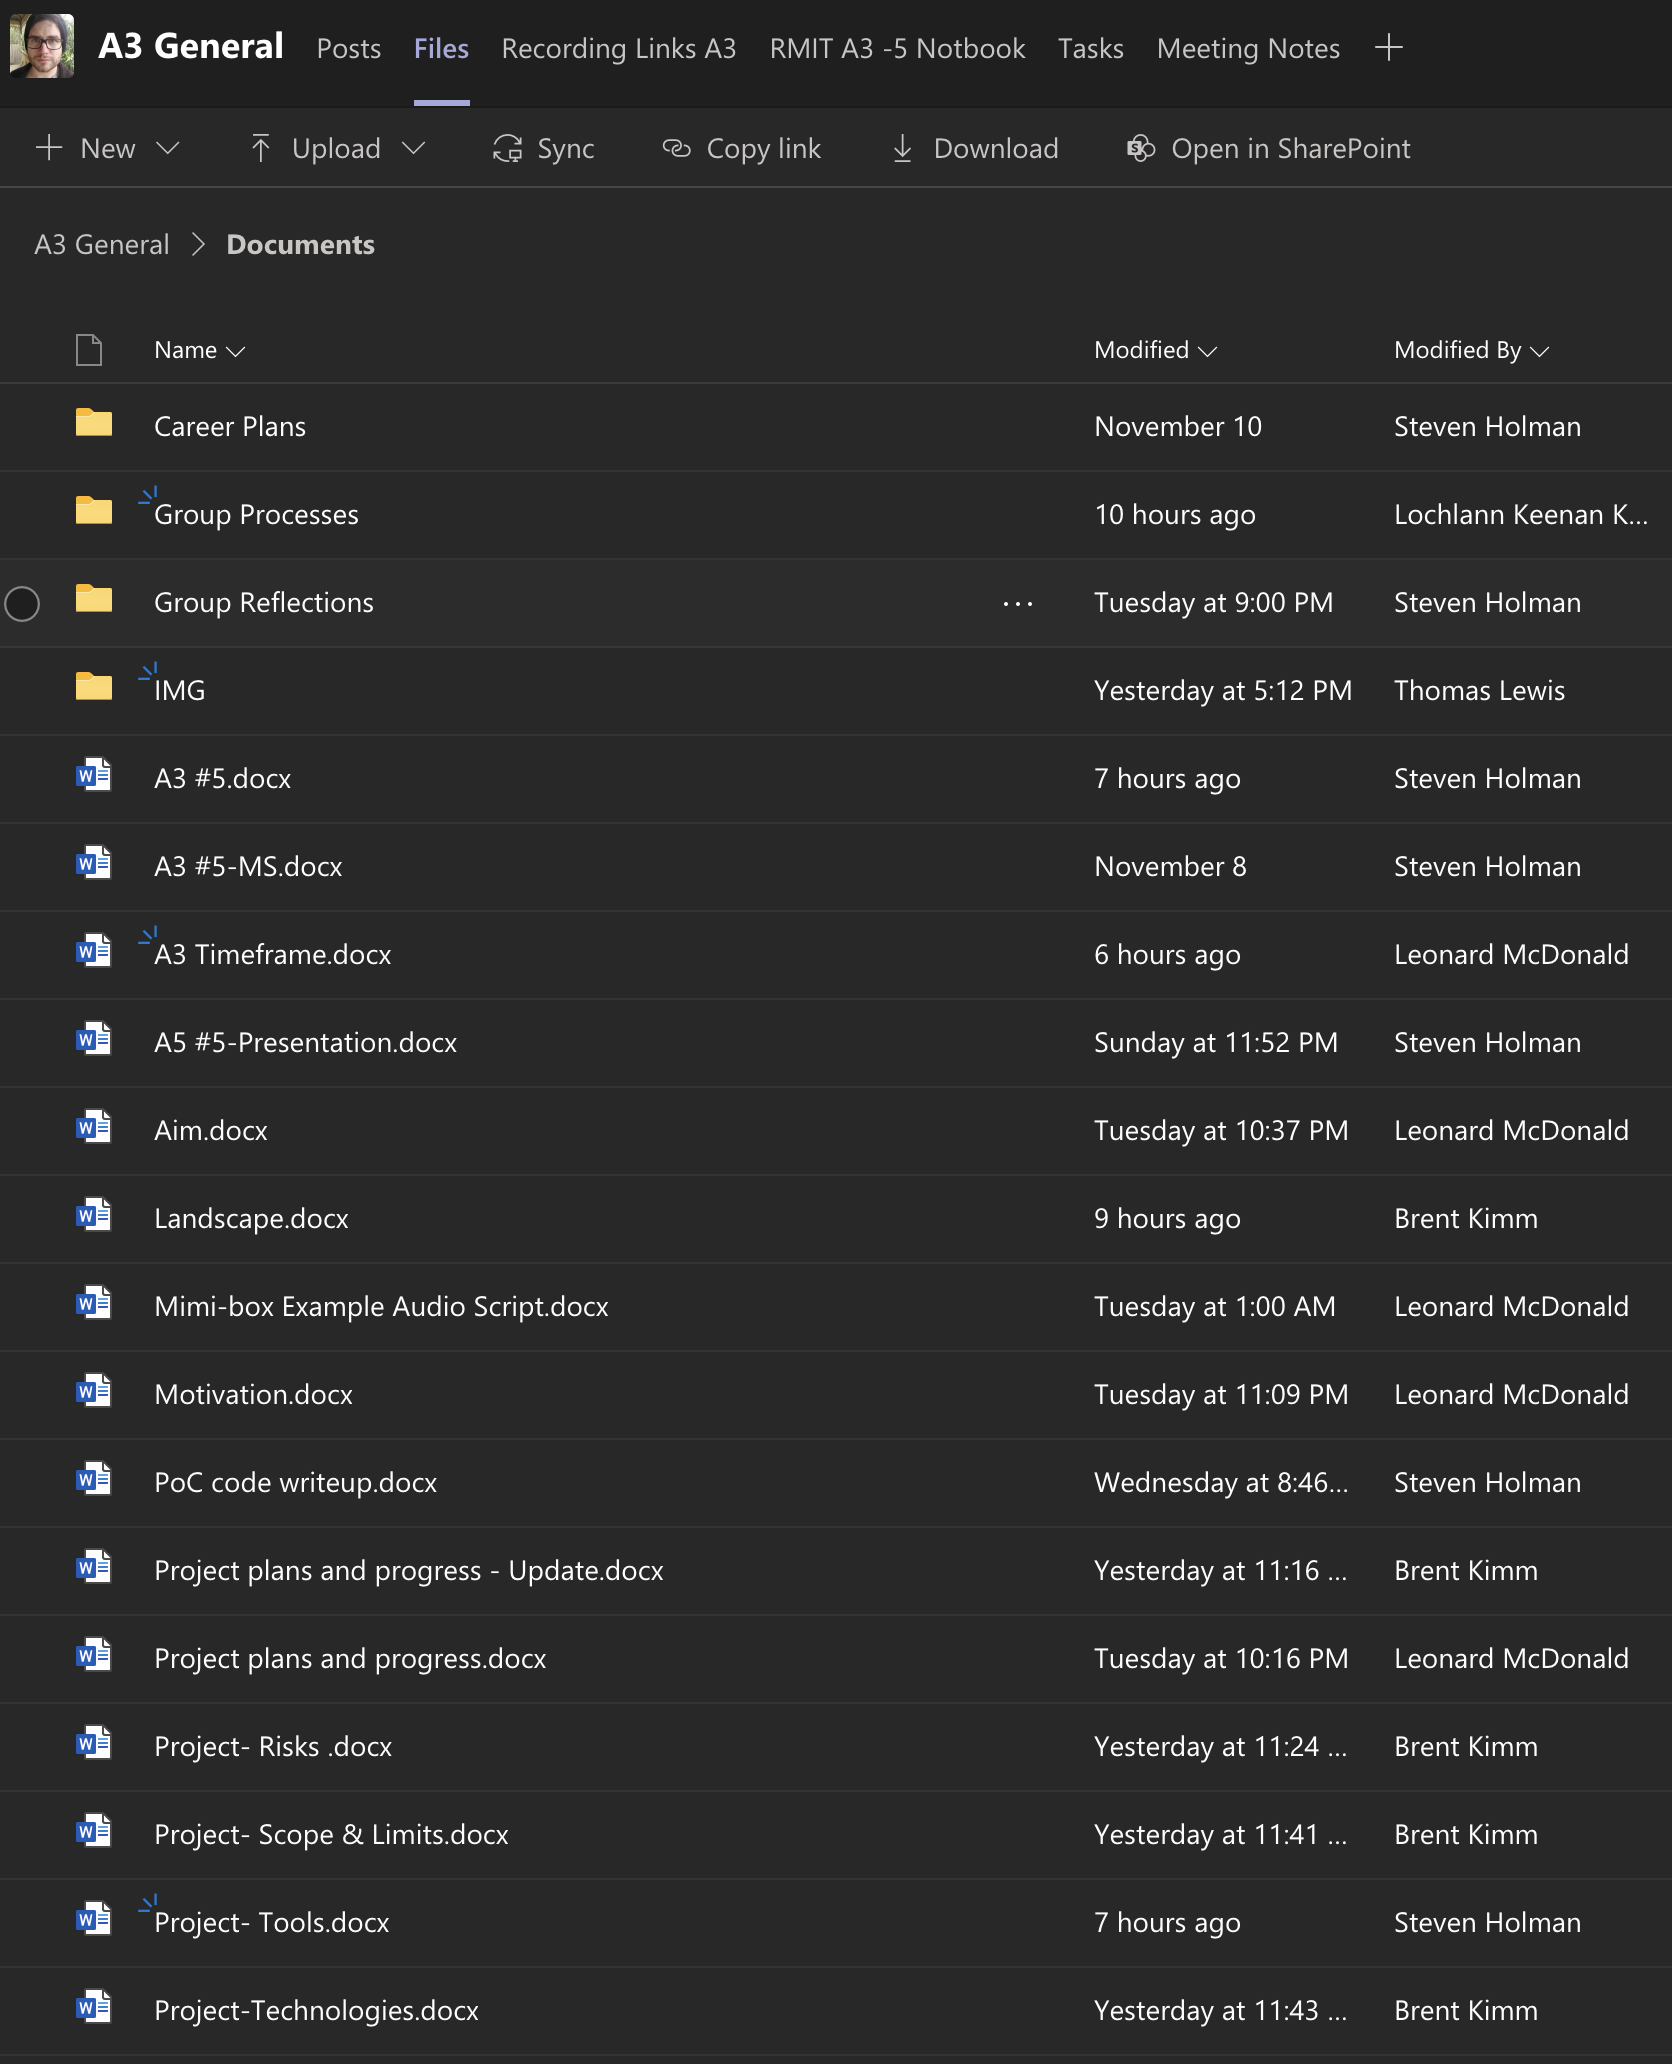 A3 General Posts Files Recording Links A3 RMIT A3 -5 Notbook Tasks Meeting Notes
New Upload Sync Copy link Download Open in SharePoint
A3 General > Documents
Name Modified Modified By
Career Plans November 10 Steven Holman
Group Processes 10 hours ago Lochlann Keenan K...
Group Reflections ... Tuesday at 9:00 PM Steven Holman
IMG Yesterday at 5:12 PM Thomas Lewis
A3 #5.docx 7 hours ago Steven Holman
A3 #5-MS.docx November 8 Steven Holman
A3 Timeframe.docx 6 hours ago Leonard McDonald
A5 #5-Presentation.docx Sunday at 11:52 PM Steven Holman
Aim.docx Tuesday at 10:37 PM Leonard McDonald
Landscape.docx 9 hours ago Brent Kimm
Mimi-box Example Audio Script.docx Tuesday at 1:00 AM Leonard McDonald
Motivation.docx Tuesday at 11:09 PM Leonard McDonald
PoC code writeup.docx Wednesday at 8:46... Steven Holman
Project plans and progress - Update.docx Yesterday at 11:16 ... Brent Kimm
Project plans and progress.docx Tuesday at 10:16 PM Leonard McDonald
Project- Risks .docx Yesterday at 11:24 ... Brent Kimm
Project- Scope & Limits.docx Yesterday at 11:41 ... Brent Kimm
Project- Tools.docx 7 hours ago Steven Holman
Project-Technologies.docx Yesterday at 11:43 ... Brent Kimm